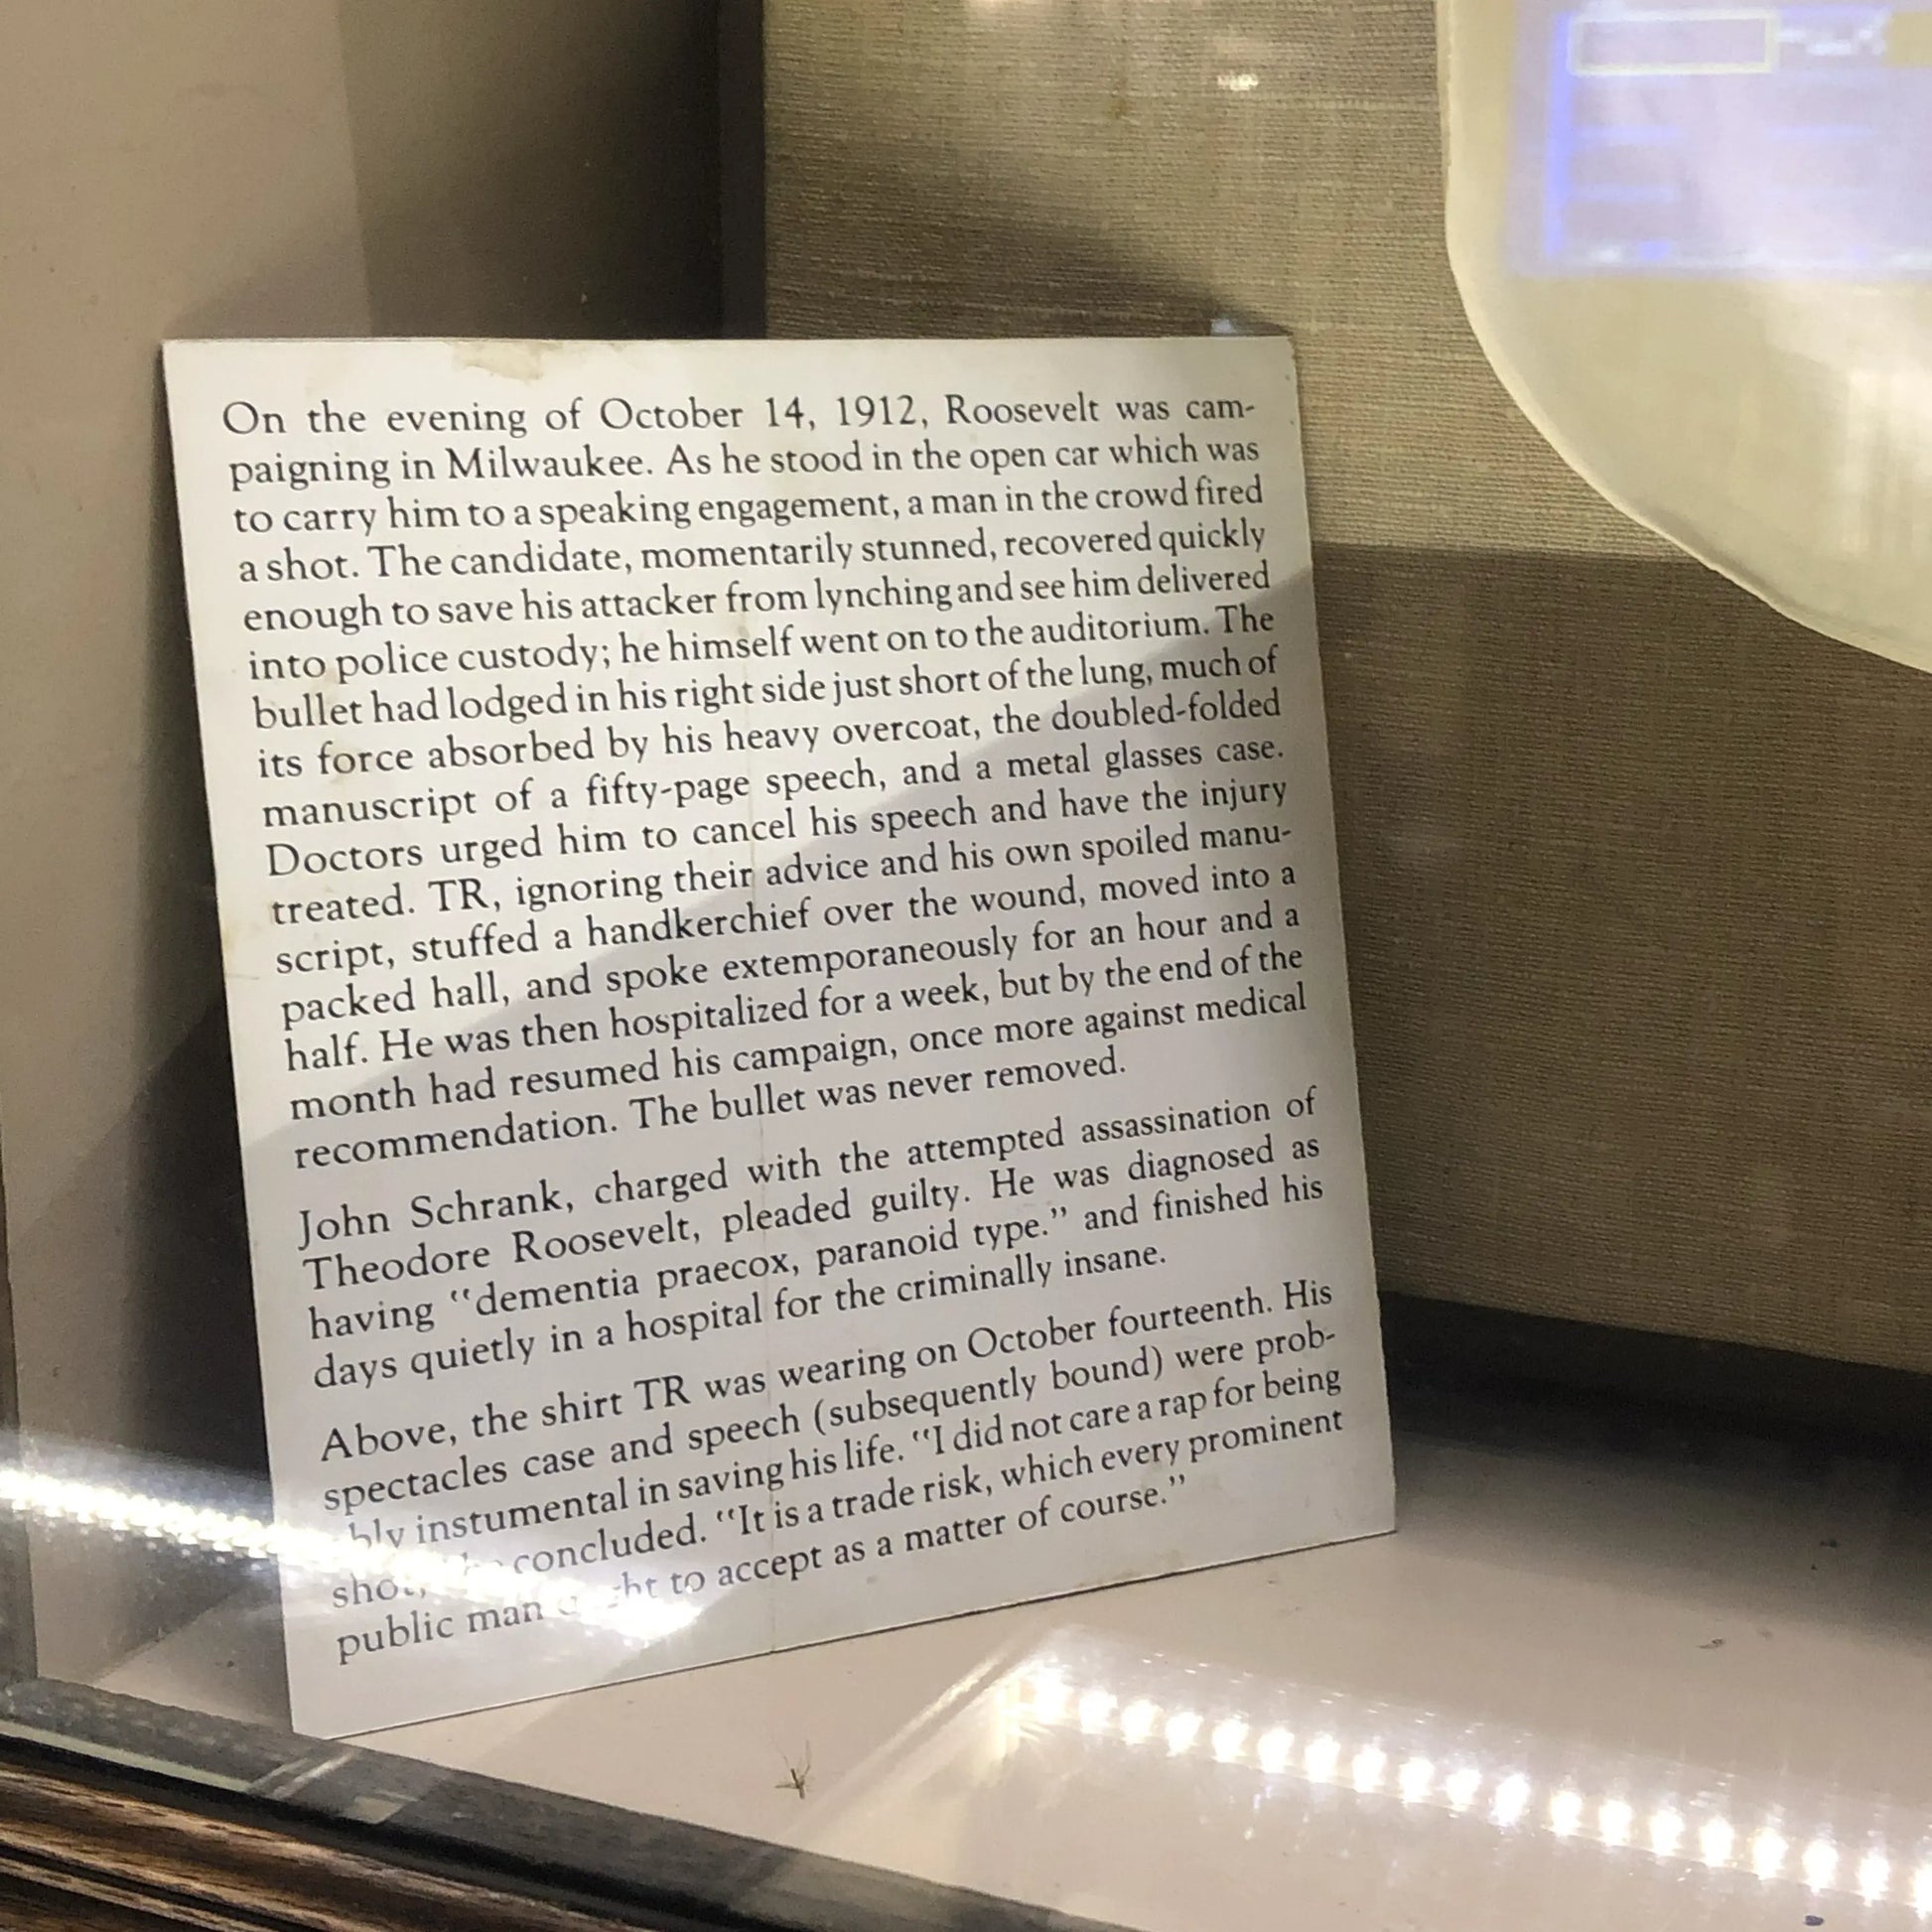 On the evening of October 14, 1912, Roosevelt was cam-
paigning in Milwaukee. As he stood in the open car which was
to carry him to a speaking engagement, a man in the crowd fired
a shot. The candidate, momentarily stunned, recovered quickly
enough to save his attacker from lynching and see him delivered
into police custody; he himself went on to the auditorium. The
bullet had lodged in his right side just short of the lung, much of
its force absorbed by his heavy overcoat, the doubled-folded
manuscript of a fifty-page speech, and a metal glasses case.
Doctors urged him to cancel his speech and have the injury
treated. TR, ignoring their advice and his own spoiled manu-
script, stuffed a handkerchief over the wound, moved into a
packed hall, and spoke extemporaneously for an hour and a
half. He was then hospitalized for a week, but by the end of the
month had resumed his campaign, once more against medical
recommendation. The bullet was never removed.
John Schrank, charged with the attempted assassination of
Theodore Roosevelt, pleaded guilty. He was diagnosed as
having "dementia praecox, paranoid type." and finished his
days quietly in a hospital for the criminally insane.
Above, the shirt TR was wearing on October fourteenth. His
spectacles case and speech (subsequently bound) were prob-
bly instumental in saving his life. "I did not care a rap for being
shot, concluded. "It is a trade risk, which every prominent
public man to accept as a matter of course."